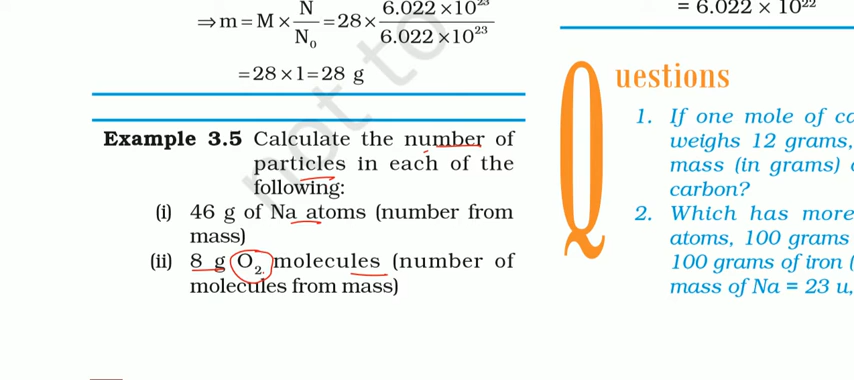 ⇒m = M × N/N₀ = 28 × 6.022 × 10²³/6.022 × 10²³
= 28 × 1 = 28 g
Example 3.5 Calculate the number of
particles in each of the
following:
(i) 46 g of Na atoms (number from
mass)
(ii) 8 g O₂ molecules (number of
molecules from mass)
= 6.022 × 10²²
Questions
1. If one mole of ca
weighs 12 grams,
mass (in grams) o
carbon?
2. Which has more
atoms, 100 grams
100 grams of iron (
mass of Na = 23 u,
not to